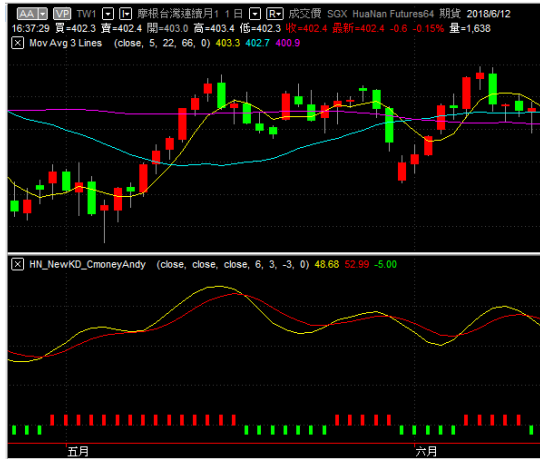 AA VP TW1 I 摩根台灣連續月1 1 日 R 成交價 SGX HuaNan Futures64 期貨 2018/6/12
16:37:29 買=402.3 賣=402.4 開=403.0 高=403.4 低=402.3 收=402.4 最新=402.4 -0.6 -0.15% 量=1,638
Mov Avg 3 Lines (close, 5, 22, 66, 0) 403.3 402.7 400.9
HN_NewKD_CmoneyAndy (close, close, close, 6, 3, -3, 0) 48.68 52.99 -5.00
五月 六月